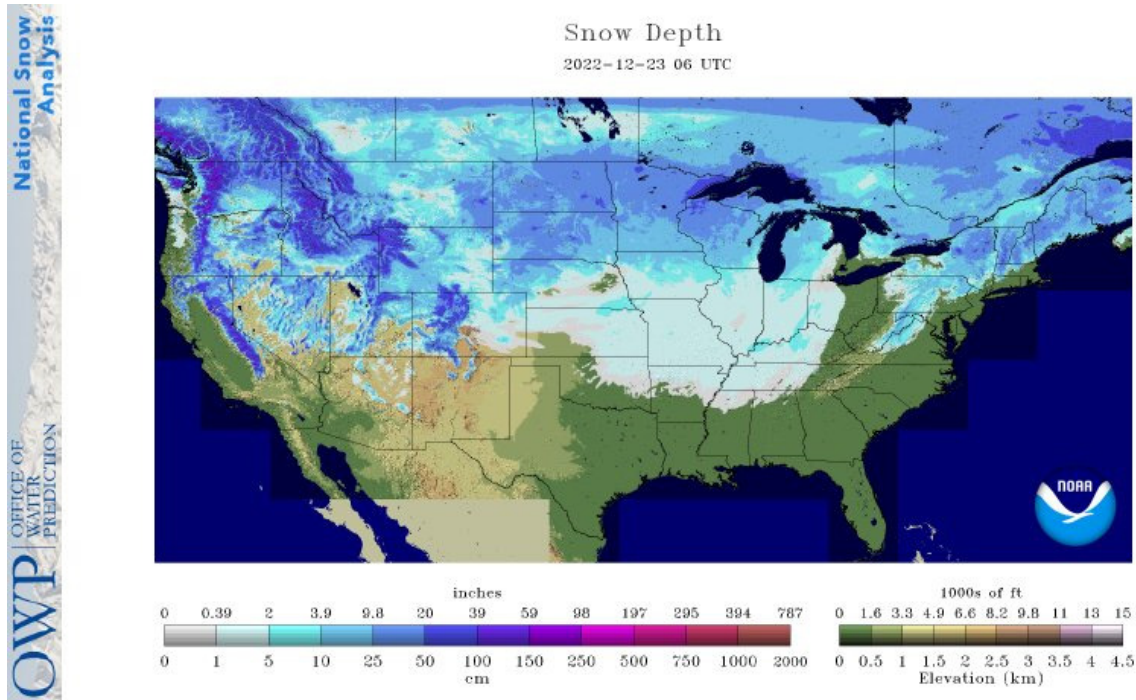 National Snow
Analysis
OWP
OFFICE OF
WATER
PREDICTION
Snow Depth
2022-12-23 06 UTC
NOAA
inches
0 0.39 2 3.9 9.8 20 39 59 98 197 295 394 787
0 1 5 10 25 50 100 150 250 500 750 1000 2000
cm
1000s of ft
0 1.6 3.3 4.9 6.6 8.2 9.8 11 13 15
0 0.5 1 1.5 2 2.5 3 3.5 4 4.5
Elevation (km)